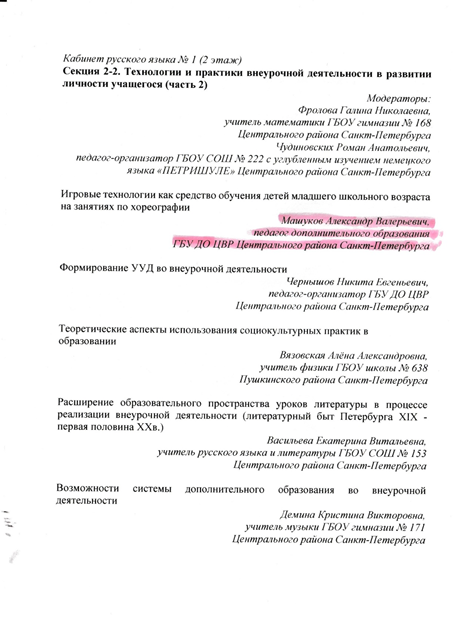 Кабинет русского языка № 1 (2 этаж)
Секция 2-2. Технологии и практики внеурочной деятельности в развитии
личности учащегося (часть 2)
Модераторы:
Фролова Галина Николаевна,
учитель математики ГБОУ гимназии № 168
Центрального района Санкт-Петербурга
Чудиновских Роман Анатольевич,
педагог-организатор ГБОУ СОШ № 222 с углубленным изучением немецкого
языка «ПЕТРИШУЛЕ» Центрального района Санкт-Петербурга
Игровые технологии как средство обучения детей младшего школьного возраста
на занятиях по хореографии
Машуков Александр Валерьевич,
педагог дополнительного образования
ГБУ ДО ЦВР Центрального района Санкт-Петербурга
Формирование УУД во внеурочной деятельности
Чернышов Никита Евгеньевич,
педагог-организатор ГБУ ДО ЦВР
Центрального района Санкт-Петербурга
Теоретические аспекты использования социокультурных практик в
образовании
Вязовская Алёна Александровна,
учитель физики ГБОУ школы № 638
Пушкинского района Санкт-Петербурга
Расширение образовательного пространства уроков литературы в процессе
реализации внеурочной деятельности (литературный быт Петербурга XIX -
первая половина XXв.)
Васильева Екатерина Витальевна,
учитель русского языка и литературы ГБОУ СОШ № 153
Центрального района Санкт-Петербурга
Возможности системы дополнительного образования во внеурочной
деятельности
Демина Кристина Викторовна,
учитель музыки ГБОУ гимназии № 171
Центрального района Санкт-Петербурга